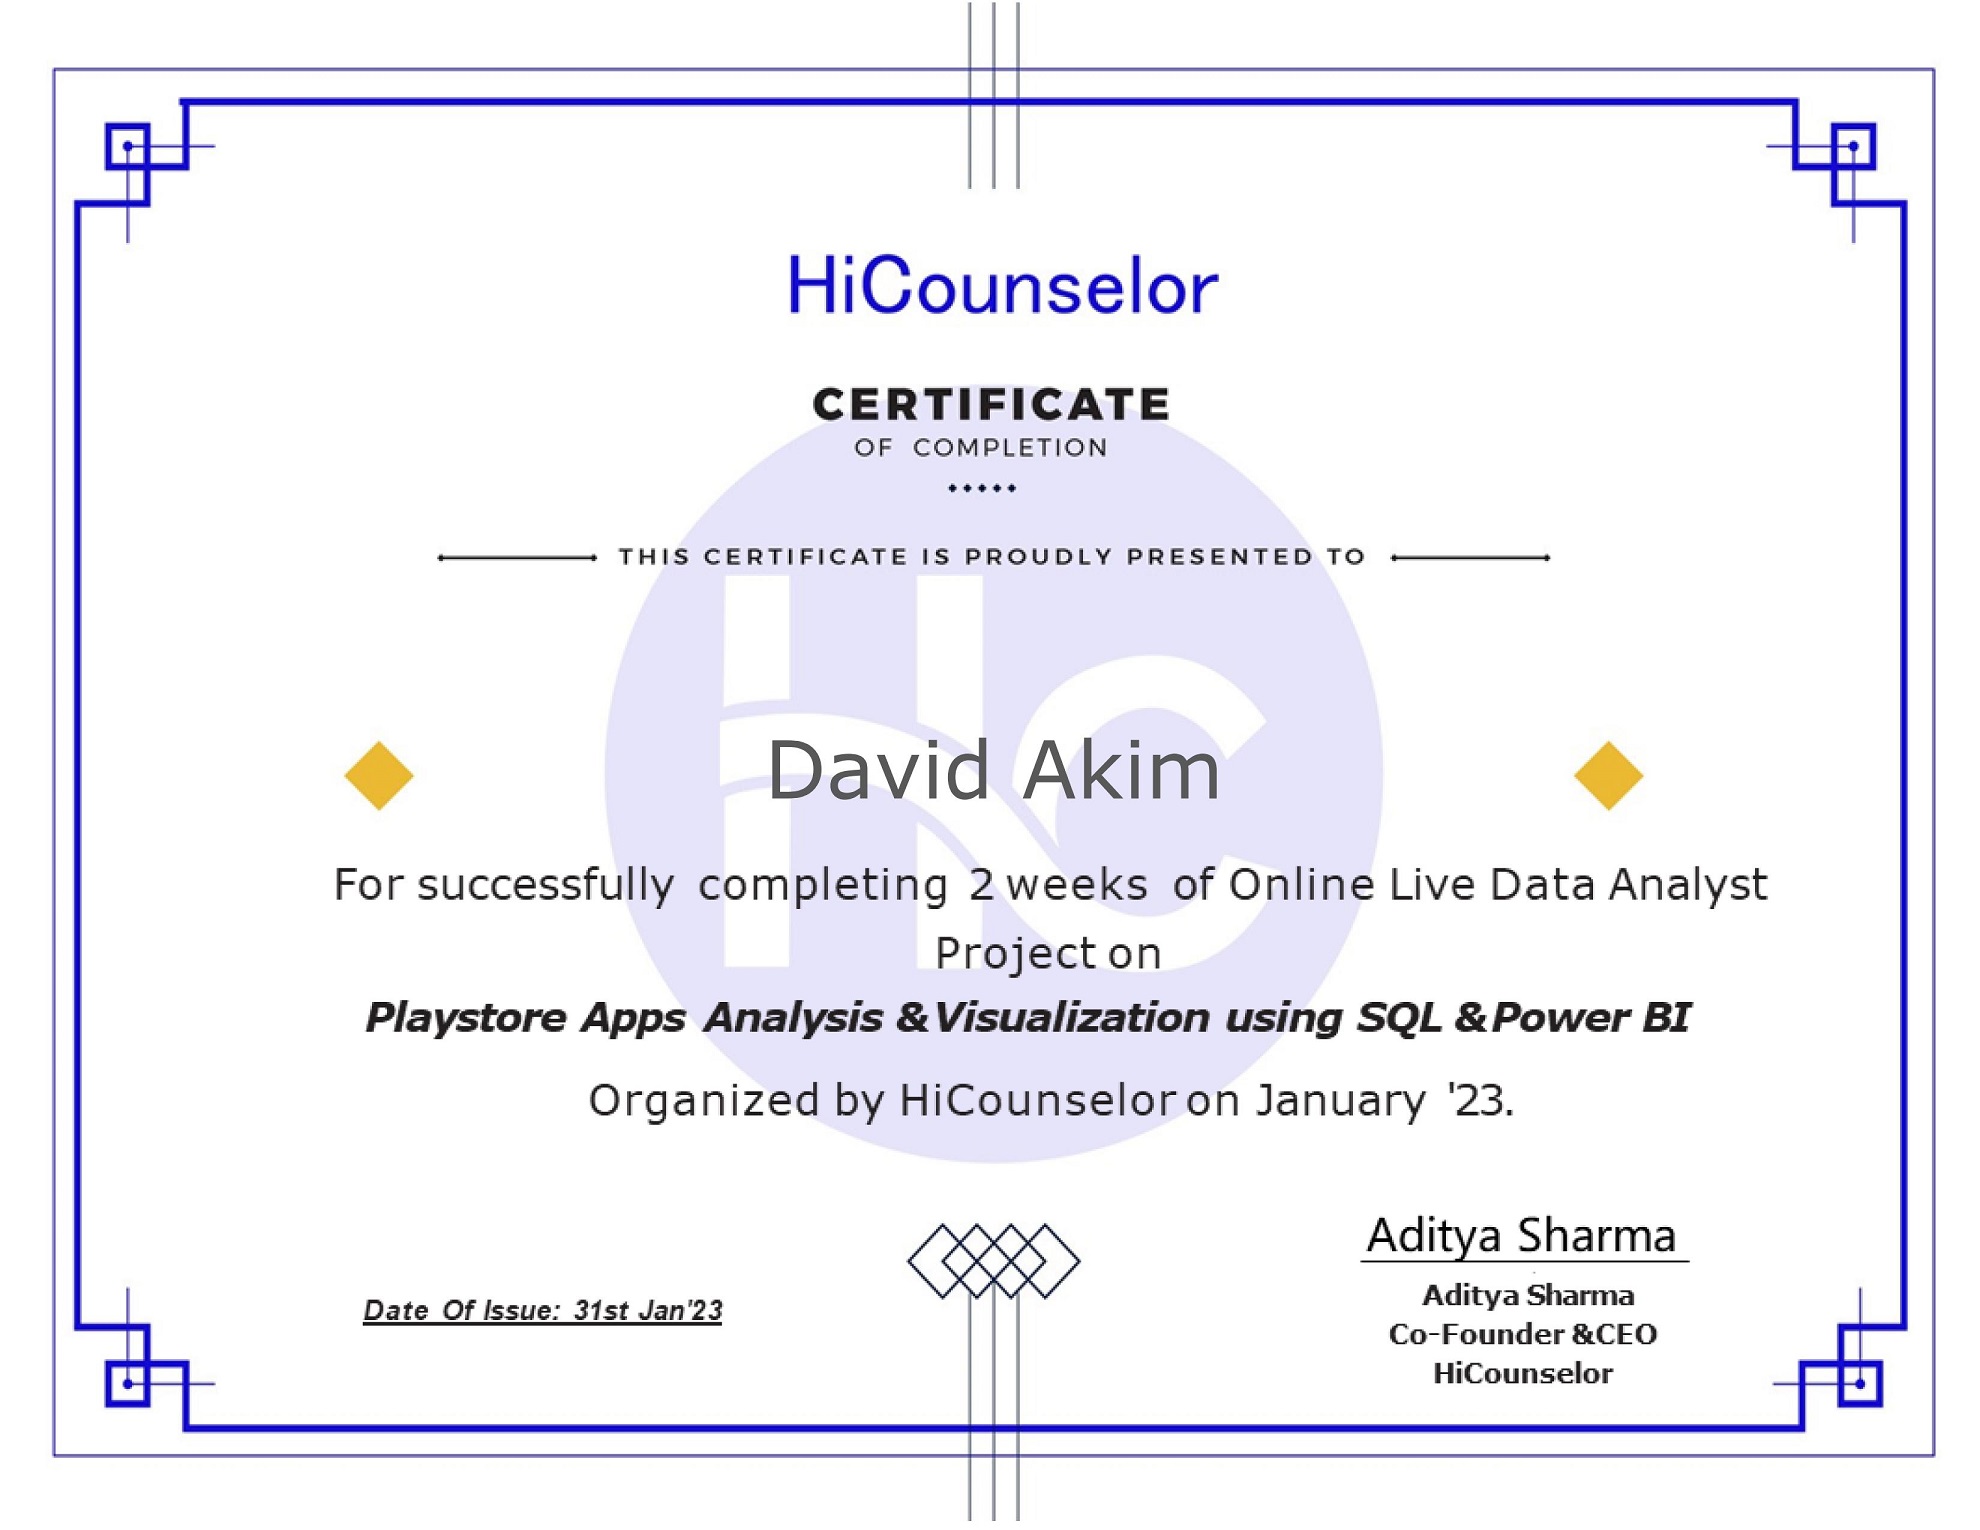 HiCounselor
CERTIFICATE
OF COMPLETION
THIS CERTIFICATE IS PROUDLY PRESENTED TO
HC
David Akim
For successfully completing 2 weeks of Online Live Data Analyst
Project on
Playstore Apps Analysis & Visualization using SQL & Power BI
Organized by HiCounselor on January '23.
Aditya Sharma
Date Of Issue: 31st Jan'23
Aditya Sharma
Co-Founder & CEO
HiCounselor